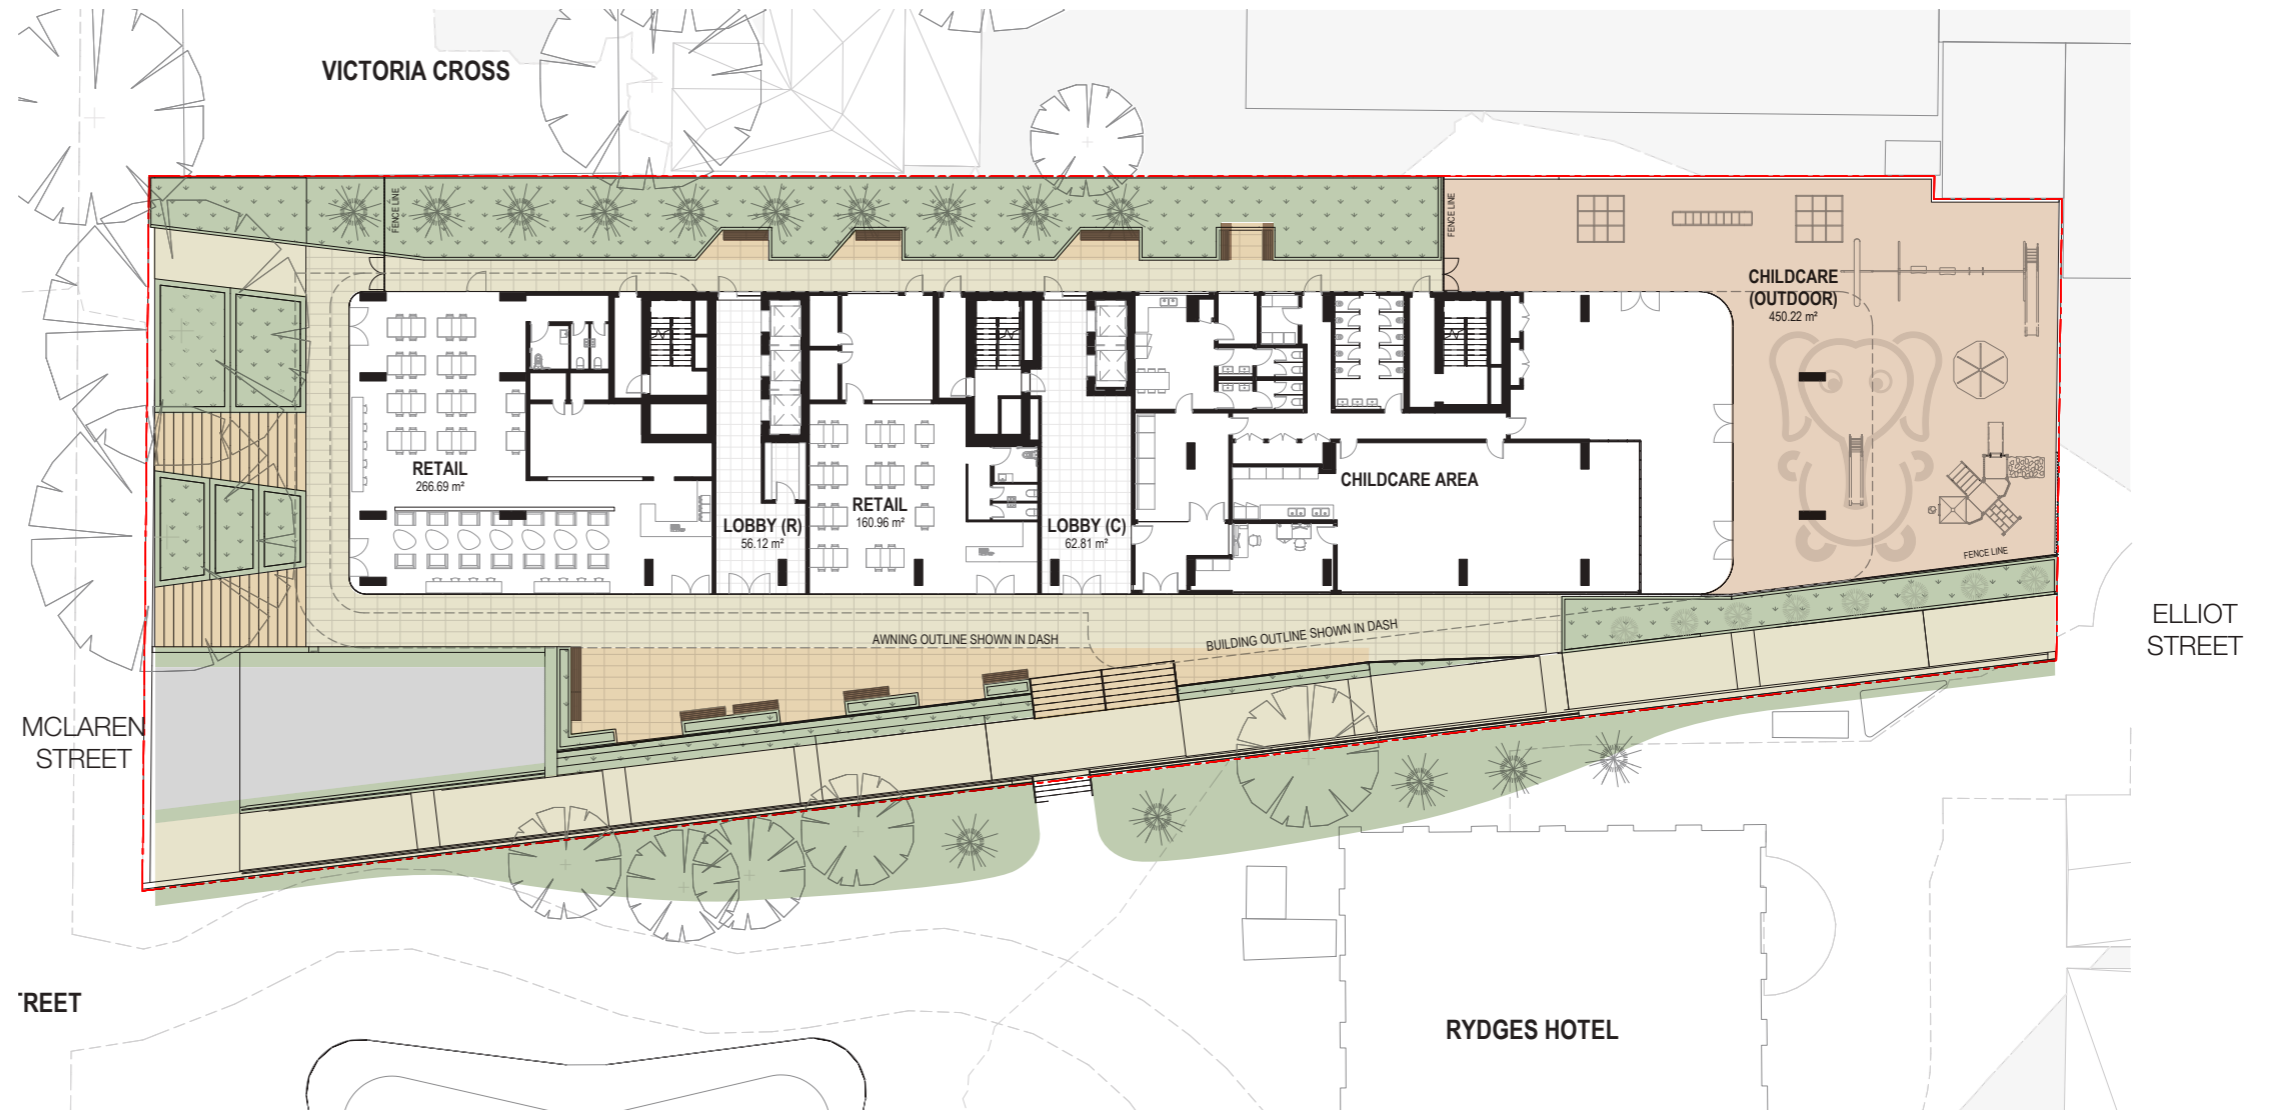 VICTORIA CROSS
FENCE LINE
FENCE LINE
CHILDCARE
(OUTDOOR)
450.22 m²
RETAIL
266.69 m²
CHILDCARE AREA
RETAIL
160.96 m²
LOBBY (R)
56.12 m²
LOBBY (C)
62.81 m²
FENCE LINE
ELLIOT
STREET
AWNING OUTLINE SHOWN IN DASH
BUILDING OUTLINE SHOWN IN DASH
MCLAREN
STREET
REET
RYDGES HOTEL